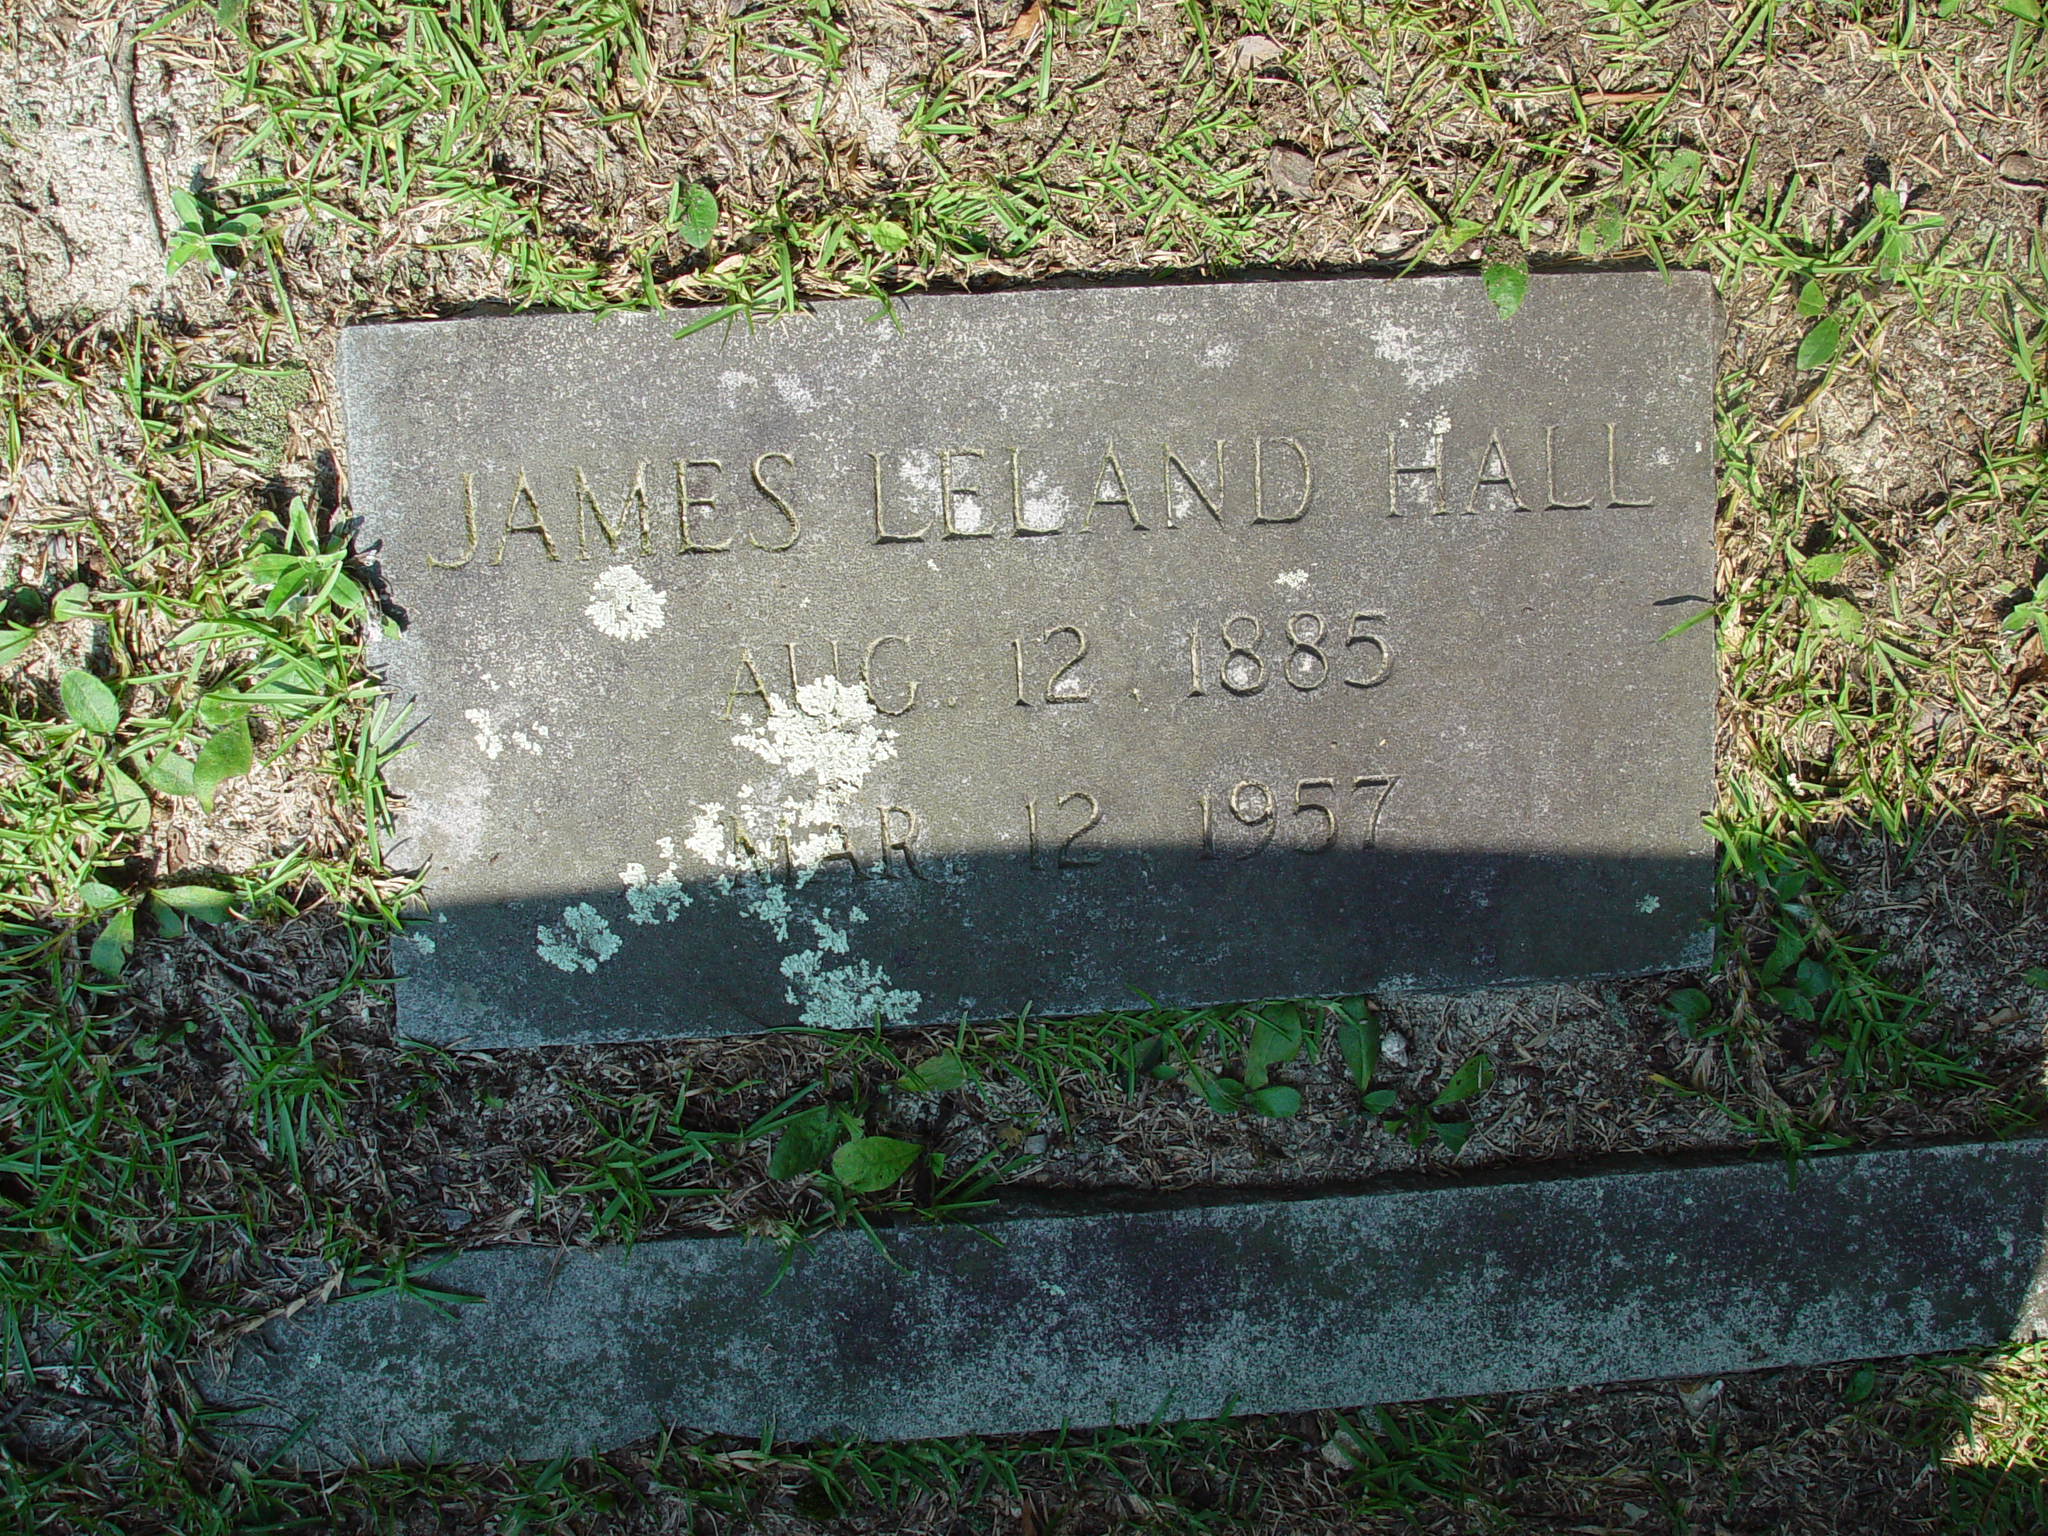 JAMES LELAND HALL
AUG. 12. 1885
MAR. 12 1957